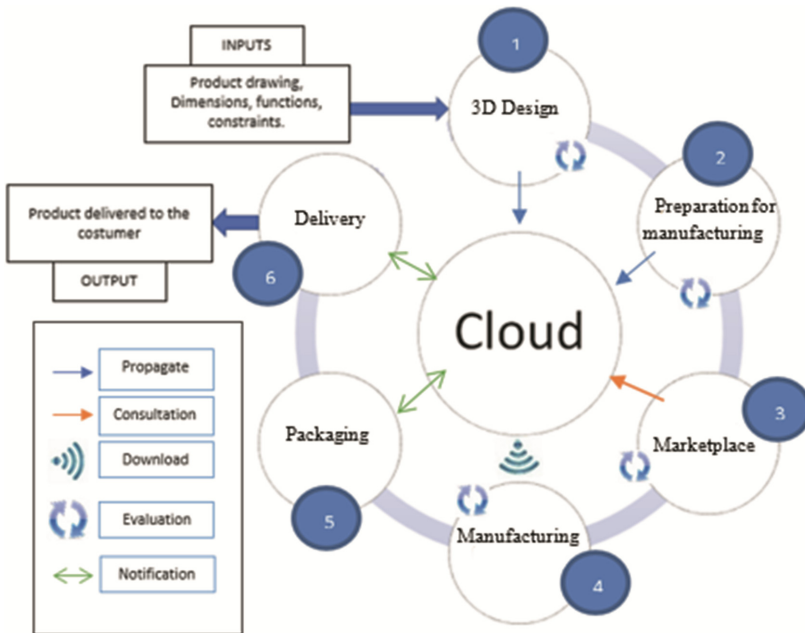 INPUTS
Product drawing,
Dimensions, functions,
constraints.
1
3D Design
2
Preparation for
manufacturing
Product delivered to the
costumer
OUTPUT
Delivery
6
Cloud
3
Marketplace
Packaging
5
Manufacturing
4
Propagate
Consultation
Download
Evaluation
Notification